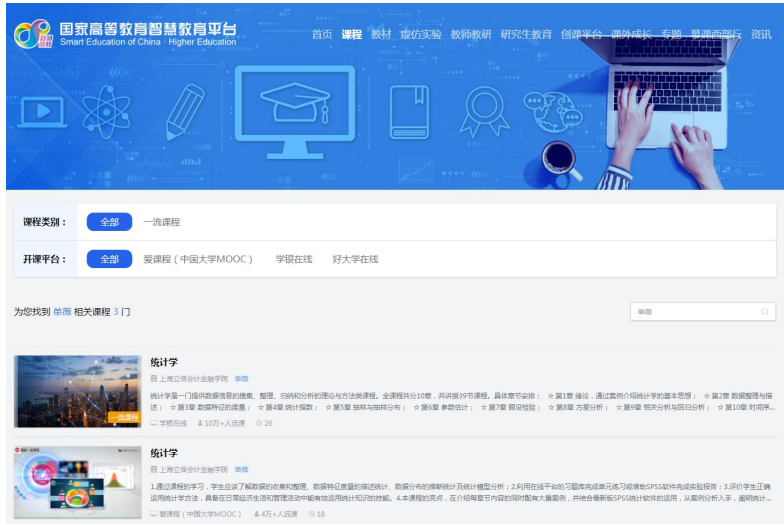 国家高等教育智慧教育平台
Smart Education of China · Higher Education
首页 课程 教材 虚仿实验 教师教研 研究生教育 创课平台 课外成长 专题 慕课西部行 资讯
课程类别： 全部 一流课程
开课平台： 全部 爱课程（中国大学MOOC） 学银在线 好大学在线
为您找到 单薇 相关课程 3 门
单薇
统计学
上海立信会计金融学院 单薇
统计学是一门提供数据信息的搜集、整理、归纳和分析的理论与方法类课程。全课程共分10章，共讲授39节课程。具体章节安排： ☆第1章 绪论，通过案例介绍统计学的基本思想； ☆第2章 数据整理与描
述； ☆第3章 数据特征的度量； ☆第4章 统计指数； ☆第5章 抽样与抽样分布； ☆第6章 参数估计； ☆第7章 假设检验； ☆第8章 方差分析； ☆第9章 相关分析与回归分析； ☆第10章 时间序...
一流课程
学银在线 10万+人选课 26
统计学
上海立信会计金融学院 单薇
1.通过课程的学习，学生应该了解数据的收集和整理、数据特征度量的描述统计、数据分布的推断统计及统计模型分析；2.利用在线平台的习题库完成单元练习或借助SPSS软件完成实验报告；3.评价学生正确
运用统计学方法，具备在日常经济生活和管理活动中能有效运用统计知识的技能。4.本课程的亮点，在介绍每章节内容的同时配有大量案例，并结合最新版SPSS统计软件的运用，从案例分析入手，阐明统计...
爱课程（中国大学MOOC） 4万+人选课 18